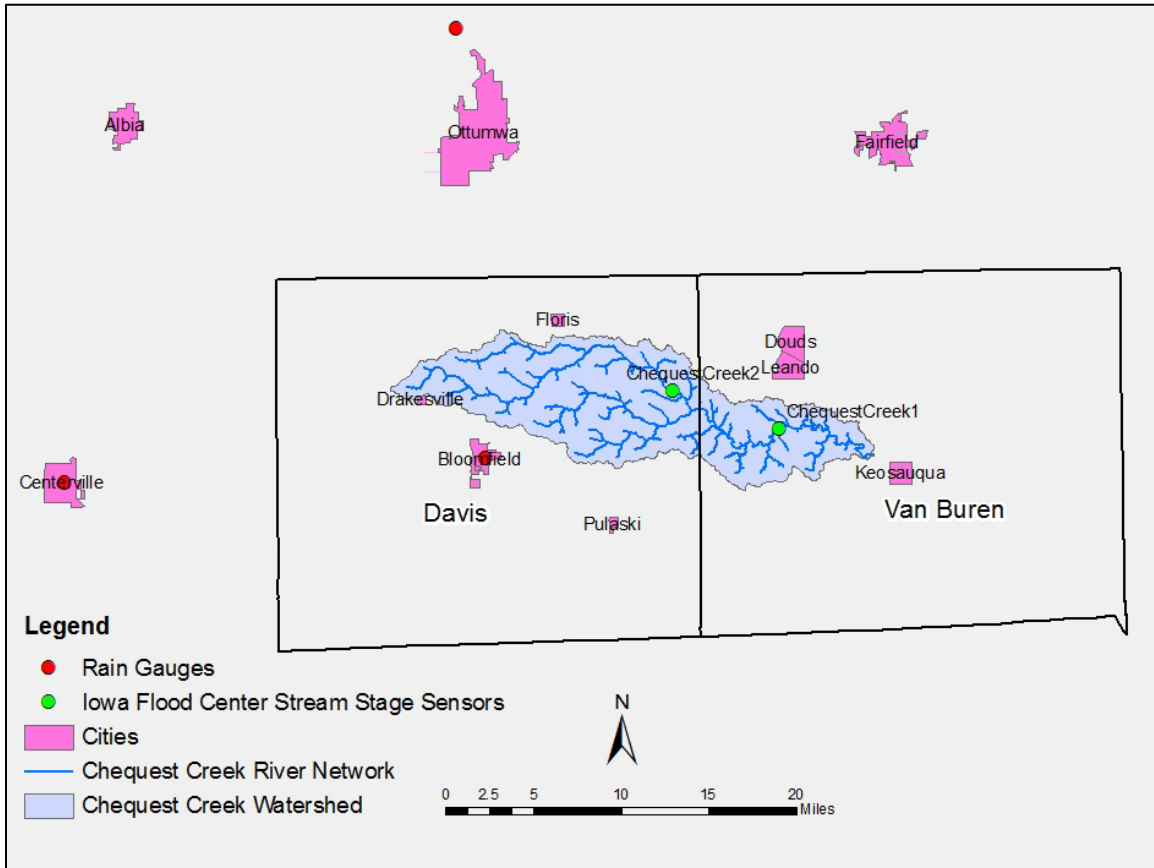 Albia
Ottumwa
Fairfield
Floris
Douds
Leando
ChequestCreek2
Drakesville
ChequestCreek1
Bloomfield
Keosauqua
Centerville
Davis
Pulaski
Van Buren
Legend
Rain Gauges
Iowa Flood Center Stream Stage Sensors
Cities
Chequest Creek River Network
Chequest Creek Watershed
N
0 2.5 5 10 15 20
Miles